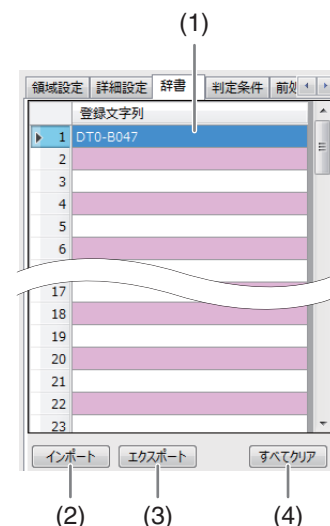 (1)
領域設定 詳細設定 辞書 判定条件 前処
登録文字列
1 DT0-B047
2
3
4
5
6
17
18
19
20
21
22
23
インポート エクスポート すべてクリア
(2) (3) (4)